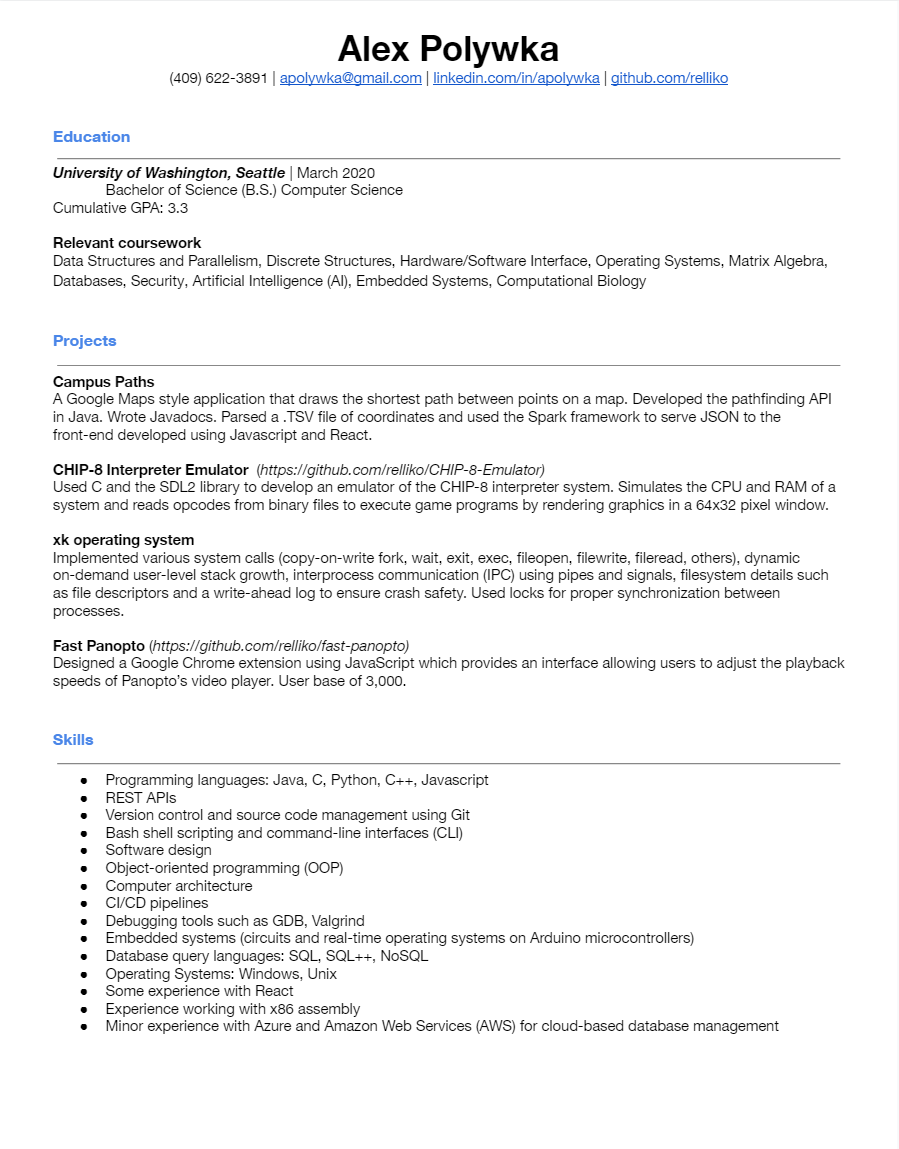 Alex Polywka
(409) 622-3891 | apolywka@gmail.com | linkedin.com/in/apolywka | github.com/relliko
Education
University of Washington, Seattle | March 2020
Bachelor of Science (B.S.) Computer Science
Cumulative GPA: 3.3
Relevant coursework
Data Structures and Parallelism, Discrete Structures, Hardware/Software Interface, Operating Systems, Matrix Algebra,
Databases, Security, Artificial Intelligence (AI), Embedded Systems, Computational Biology
Projects
Campus Paths
A Google Maps style application that draws the shortest path between points on a map. Developed the pathfinding API
in Java. Wrote Javadocs. Parsed a .TSV file of coordinates and used the Spark framework to serve JSON to the
front-end developed using Javascript and React.
CHIP-8 Interpreter Emulator (https://github.com/relliko/CHIP-8-Emulator)
Used C and the SDL2 library to develop an emulator of the CHIP-8 interpreter system. Simulates the CPU and RAM of a
system and reads opcodes from binary files to execute game programs by rendering graphics in a 64x32 pixel window.
xk operating system
Implemented various system calls (copy-on-write fork, wait, exit, exec, fileopen, filewrite, fileread, others), dynamic
on-demand user-level stack growth, interprocess communication (IPC) using pipes and signals, filesystem details such
as file descriptors and a write-ahead log to ensure crash safety. Used locks for proper synchronization between
processes.
Fast Panopto (https://github.com/relliko/fast-panopto)
Designed a Google Chrome extension using JavaScript which provides an interface allowing users to adjust the playback
speeds of Panopto's video player. User base of 3,000.
Skills
● Programming languages: Java, C, Python, C++, Javascript
● REST APIs
● Version control and source code management using Git
● Bash shell scripting and command-line interfaces (CLI)
● Software design
● Object-oriented programming (OOP)
● Computer architecture
● CI/CD pipelines
● Debugging tools such as GDB, Valgrind
● Embedded systems (circuits and real-time operating systems on Arduino microcontrollers)
● Database query languages: SQL, SQL++, NoSQL
● Operating Systems: Windows, Unix
● Some experience with React
● Experience working with x86 assembly
● Minor experience with Azure and Amazon Web Services (AWS) for cloud-based database management